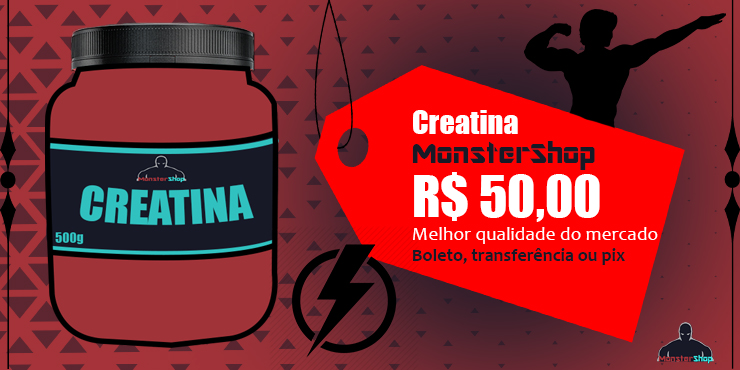 MonsterShop
CREATINA
500g
Creatina
MonsterShop
R$ 50,00
Melhor qualidade do mercado
Boleto, transferência ou pix
MonsterShop